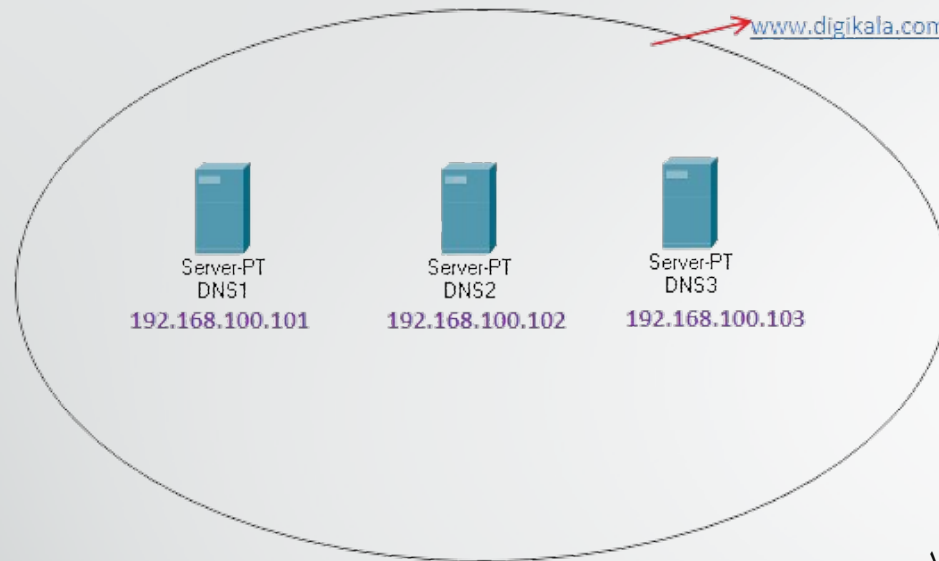 www.digikala.com
Server-PT
DNS1
192.168.100.101
Server-PT
DNS2
192.168.100.102
Server-PT
DNS3
192.168.100.103